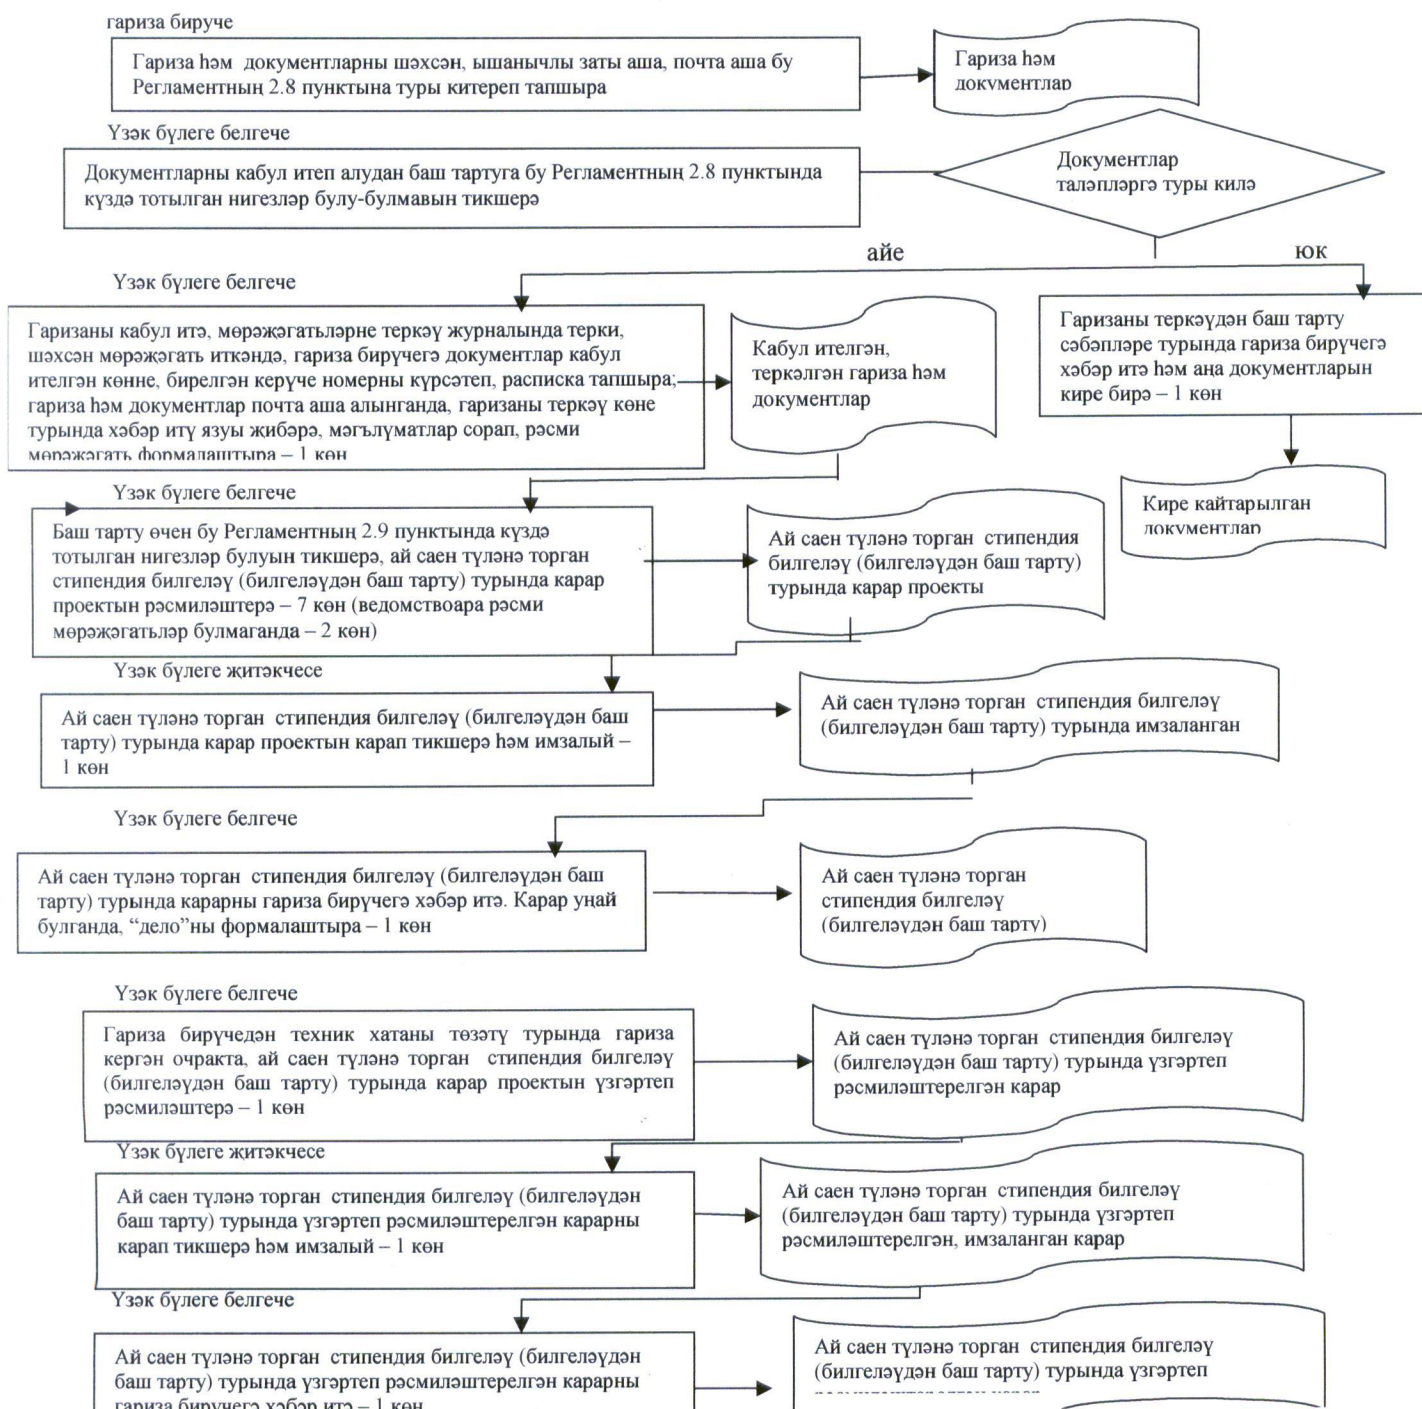 гариза бируче
Гариза һәм документларны шәхсән, ышанычлы заты аша, почта аша бу
Регламентның 2.8 пунктына туры китереп тапшыра
Гариза һәм
документлар
Үзәк бүлеге белгече
Документларны кабул итеп алудан баш тартуга бу Регламентның 2.8 пунктында
күздә тотылган нигезләр булу-булмавын тикшерә
Документлар
таләпләргә туры килә
айе
юк
Үзәк бүлеге белгече
Гаризаны кабул итә, мөрәҗәгатьләрне теркәү журналында терки,
шәхсән мөрәҗәгать иткәндә, гариза бирүчегә документлар кабул
ителгән көнне, бирелгән керүче номерны күрсәтеп, расписка тапшыра;
гариза һәм документлар почта аша алынганда, гаризаны теркәү көне
турында хәбәр итү язуы җибәрә, мәгълүматлар сорап, рәсми
мөрәҗәгать формалаштыра – 1 көн
Кабул ителгән,
теркәлгән гариза һәм
документлар
Гаризаны теркәүдән баш тарту
сәбәпләре турында гариза бирүчегә
хәбәр итә һәм аңа документларын
кире бирә – 1 көн
Кире кайтарылган
документлар
Үзәк бүлеге белгече
Баш тарту өчен бу Регламентның 2.9 пунктында күздә
тотылган нигезләр булуын тикшерә, ай саен түләнә торган
стипендия билгеләү (билгеләүдән баш тарту) турында карар
проектын рәсмиләштерә – 7 көн (ведомствоара рәсми
мөрәҗәгатьләр булмаганда – 2 көн)
Ай саен түләнә торган стипендия
билгеләү (билгеләүдән баш тарту)
турында карар проекты
Үзәк бүлеге җитәкчесе
Ай саен түләнә торган стипендия билгеләү (билгеләүдән баш
тарту) турында карар проектын карап тикшерә һәм имзалый –
1 көн
Ай саен түләнә торган стипендия билгеләү
(билгеләүдән баш тарту) турында имзаланган
Үзәк бүлеге белгече
Ай саен түләнә торган стипендия билгеләү (билгеләүдән баш
тарту) турында карарны гариза бирүчегә хәбәр итә. Карар уңай
булганда, “дело”ны формалаштыра – 1 көн
Ай саен түләнә торган
стипендия билгеләү
(билгеләүдән баш тарту)
Үзәк бүлеге белгече
Гариза бирүчедән техник хатаны төзәтү турында гариза
кергән очракта, ай саен түләнә торган стипендия билгеләү
(билгеләүдән баш тарту) турында карар проектын үзгәртеп
рәсмиләштерә – 1 көн
Ай саен түләнә торган стипендия билгеләү
(билгеләүдән баш тарту) турында үзгәртеп
рәсмиләштерелгән карар
Үзәк бүлеге җитәкчесе
Ай саен түләнә торган стипендия билгеләү (билгеләүдән
баш тарту) турында үзгәртеп рәсмиләштерелгән карарны
карап тикшерә һәм имзалый – 1 көн
Ай саен түләнә торган стипендия билгеләү
(билгеләүдән баш тарту) турында үзгәртеп
рәсмиләштерелгән, имзаланган карар
Үзәк бүлеге белгече
Ай саен түләнә торган стипендия билгеләү (билгеләүдән
баш тарту) турында үзгәртеп рәсмиләштерелгән карарны
гариза бирүчегә хәбәр итә – 1 көн
Ай саен түләнә торган стипендия билгеләү
(билгеләүдән баш тарту) турында үзгәртеп